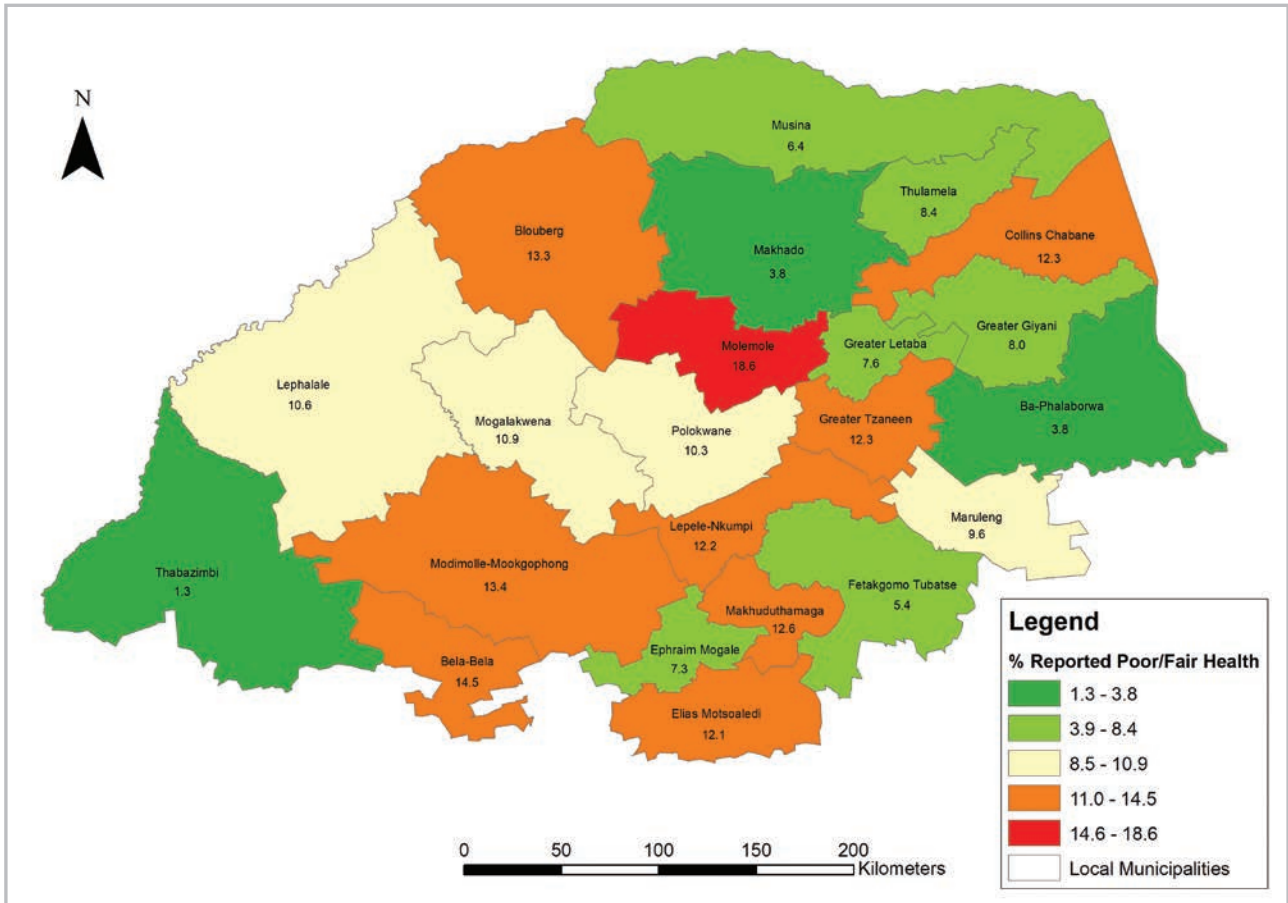 N
Musina
6.4
Thulamela
8.4
Collins Chabane
12.3
Blouberg
13.3
Makhado
3.8
Greater Giyani
8.0
Molemole
18.6
Greater Letaba
7.6
Lephalale
10.6
Ba-Phalaborwa
3.8
Mogalakwena
10.9
Polokwane
10.3
Greater Tzaneen
12.3
Maruleng
9.6
Lepele-Nkumpi
12.2
Modimolle-Mookgophong
13.4
Thabazimbi
1.3
Fetakgomo Tubatse
5.4
Makhuduthamaga
12.6
Ephraim Mogale
7.3
Bela-Bela
14.5
Elias Motsoaledi
12.1
Legend
% Reported Poor/Fair Health
1.3 - 3.8
3.9 - 8.4
8.5 - 10.9
11.0 - 14.5
14.6 - 18.6
Local Municipalities
0 50 100 150 200
Kilometers